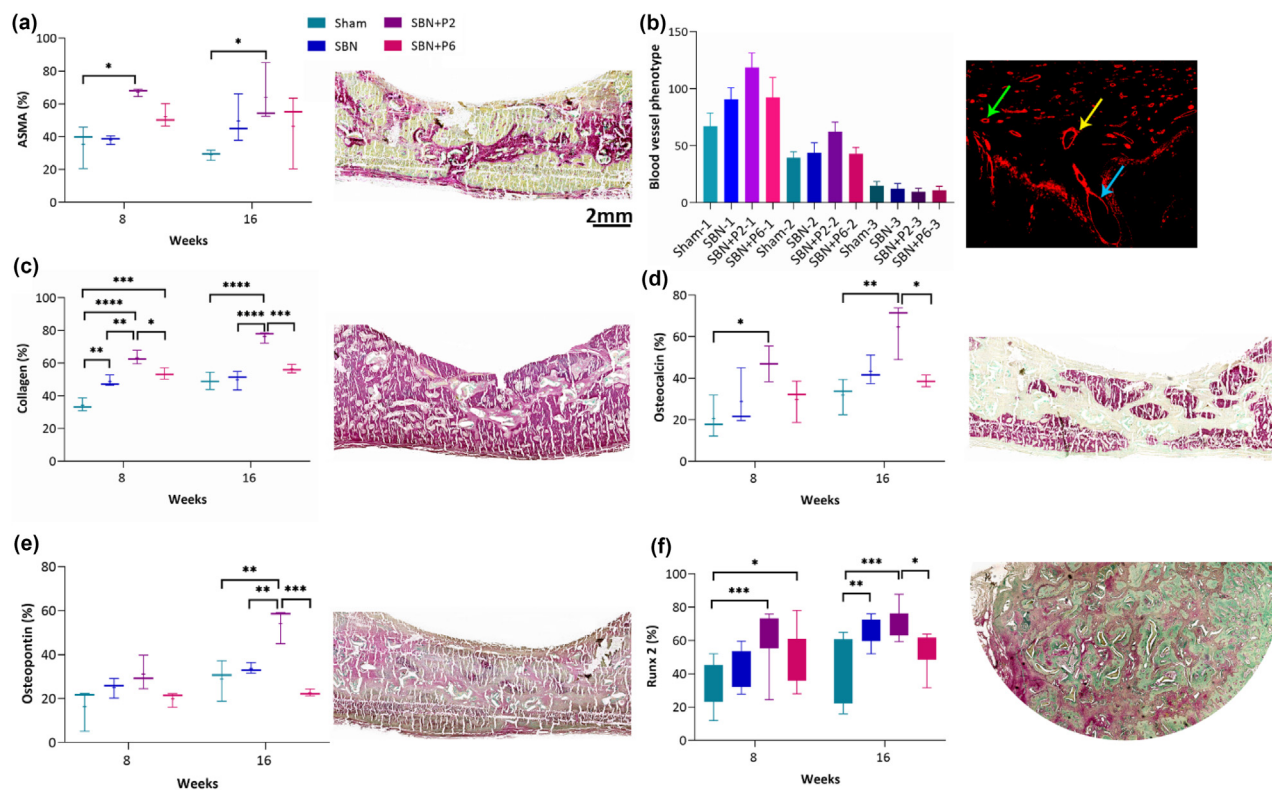 (a)
Sham
SBN+P2
SBN
SBN+P6
100
80
60
40
20
0
ASMA (%)
*
*
8
16
Weeks
2mm
(b)
150
100
50
0
Blood vessel phenotype
Sham-1
SBN-1
SBN+P2-1
SBN+P6-1
Sham-2
SBN-2
SBN+P2-2
SBN+P6-2
Sham-3
SBN-3
SBN+P2-3
SBN+P6-3
(c)
100
80
60
40
20
0
Collagen (%)
***
****
**
*
**
****
****
***
8
16
Weeks
(d)
80
60
40
20
0
Osteocalcin (%)
*
**
*
8
16
Weeks
(e)
80
60
40
20
0
Osteopontin (%)
**
**
***
8
16
Weeks
(f)
100
80
60
40
20
0
Runx 2 (%)
*
***
***
**
*
8
16
Weeks